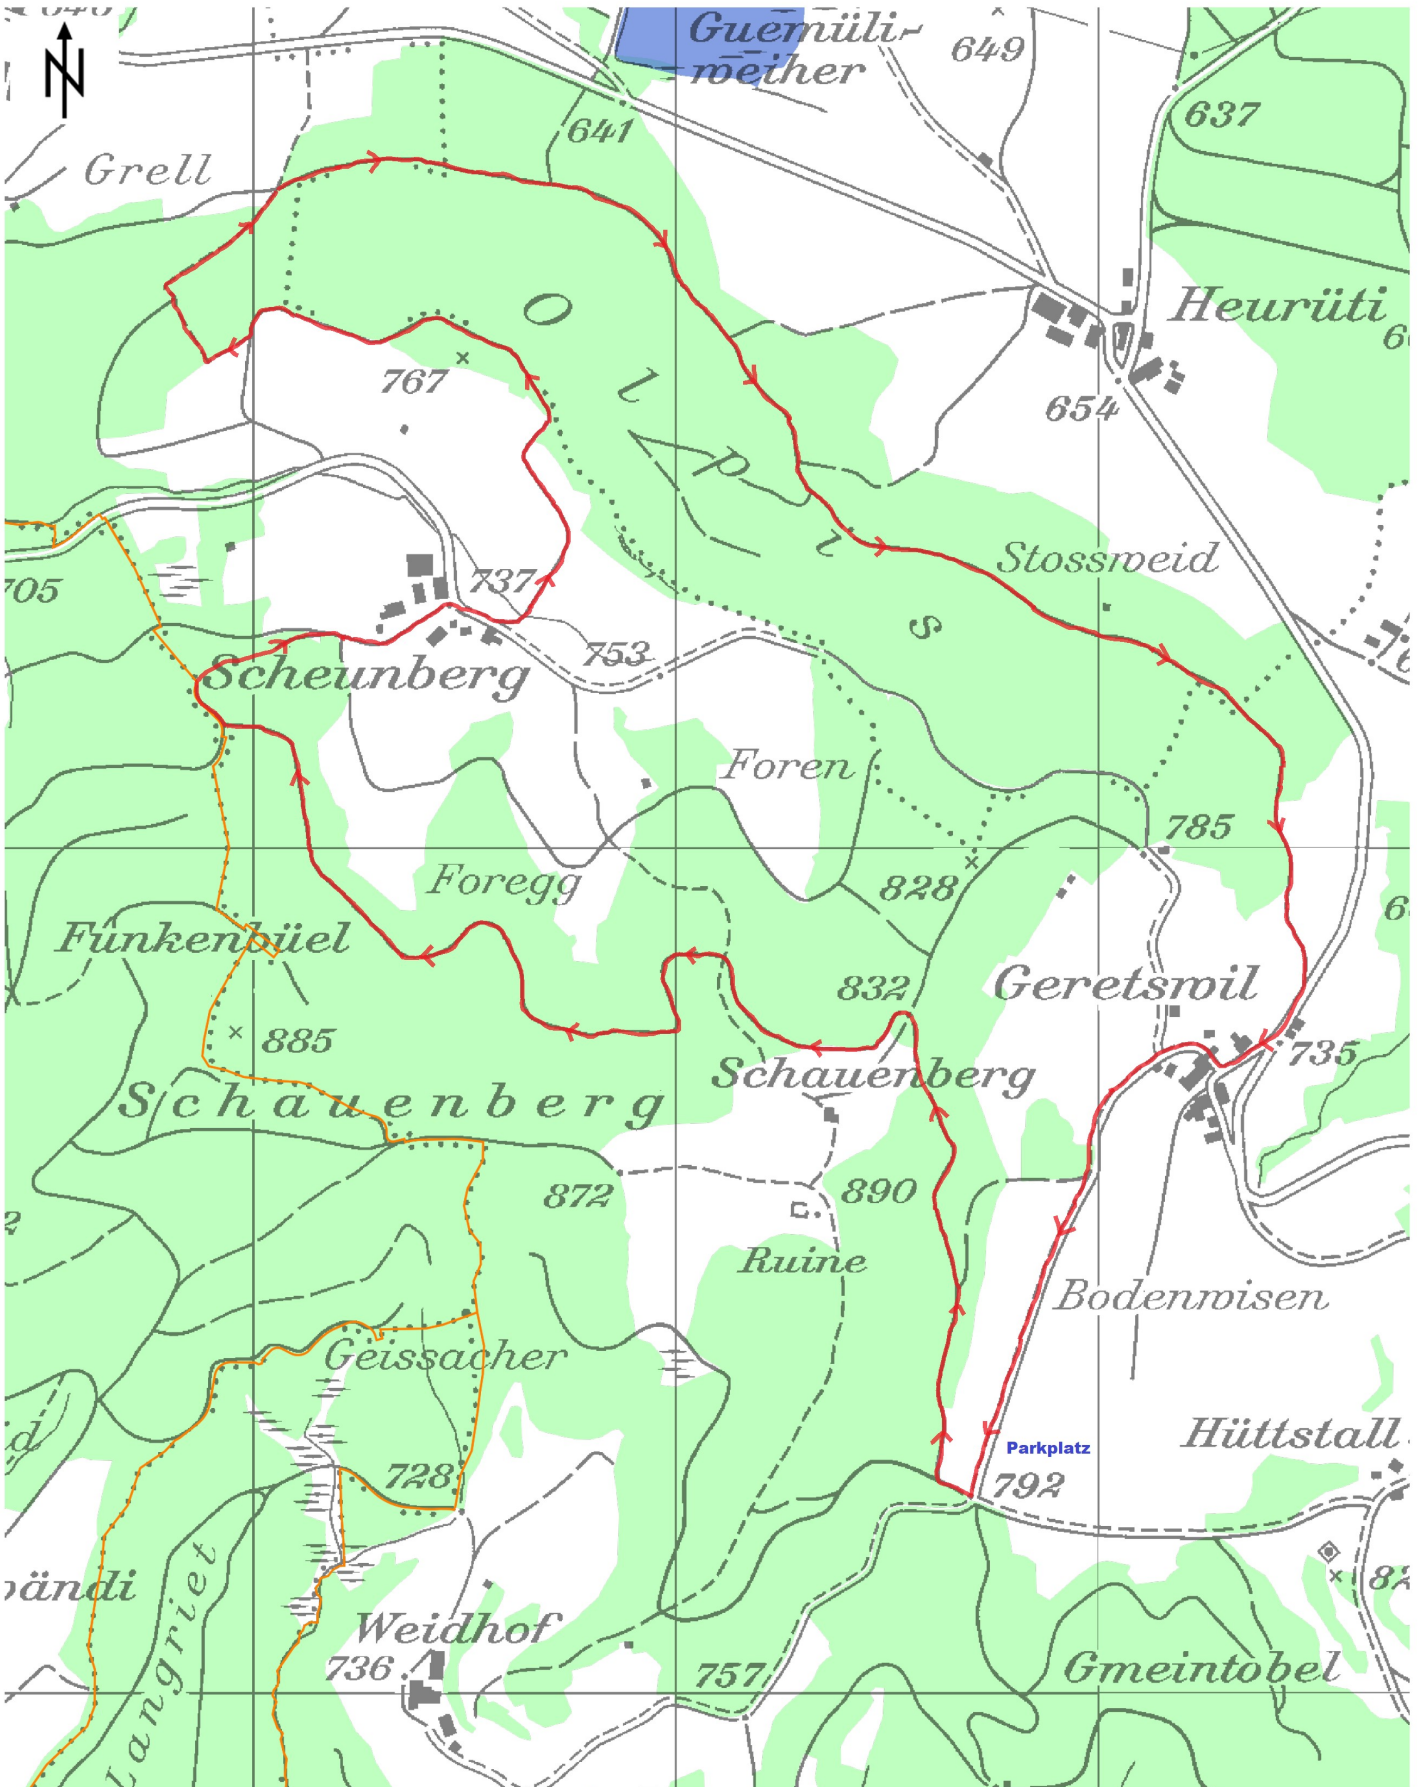 N
Guemüli-
weiher
649
637
641
Grell
Heurüti
767
654
O l p i s
Stossweid
705
737
753
Scheunberg
Foren
785
Foregg
828
Funkenbüel
Geretswil
832
885
735
Schauenberg
Schauenberg
872
890
Ruine
Bodenwisen
Geissacher
Hüttstall
Parkplatz
728
792
Langriet
Weidhof
736
757
Gmeintobel